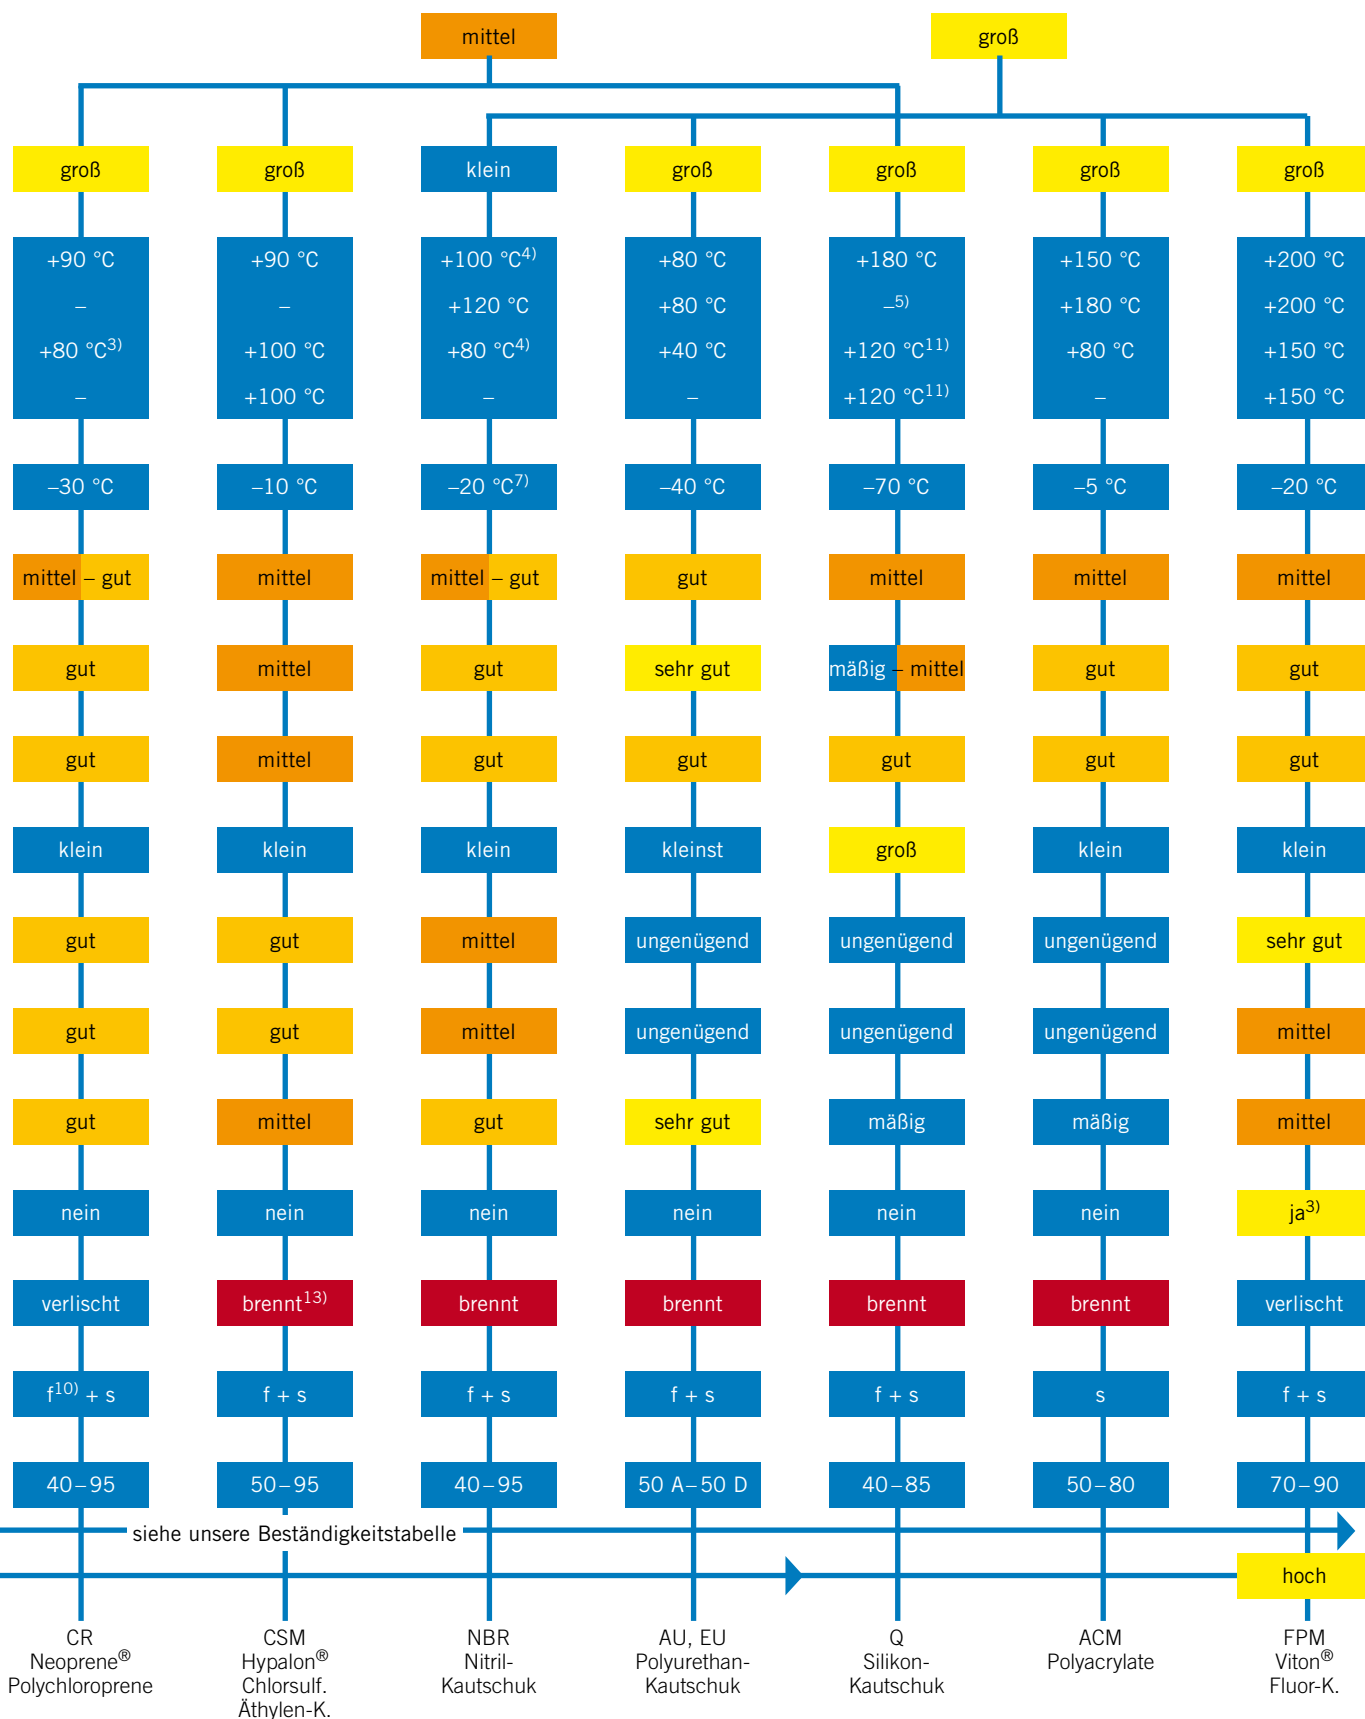 mittel groß
groß groß klein groß groß groß groß
+90 °C +90 °C +100 °C4) +80 °C +180 °C +150 °C +200 °C
– – +120 °C +80 °C –5) +180 °C +200 °C
+80 °C3) +100 °C +80 °C4) +40 °C +120 °C11) +80 °C +150 °C
– +100 °C – – +120 °C11) – +150 °C
–30 °C –10 °C –20 °C7) –40 °C –70 °C –5 °C –20 °C
mittel – gut mittel mittel – gut gut mittel mittel mittel
gut mittel gut sehr gut mäßig – mittel gut gut
gut mittel gut gut gut gut gut
klein klein klein kleinst groß klein klein
gut gut mittel ungenügend ungenügend ungenügend sehr gut
gut gut mittel ungenügend ungenügend ungenügend mittel
gut mittel gut sehr gut mäßig mäßig mittel
nein nein nein nein nein nein ja3)
verlischt brennt13) brennt brennt brennt brennt verlischt
f10) + s f + s f + s f + s f + s s f + s
40–95 50–95 40–95 50 A–50 D 40–85 50–80 70–90
siehe unsere Beständigkeitstabelle
hoch
CR CSM NBR AU, EU Q ACM FPM
Neoprene® Hypalon® Nitril- Polyurethan- Silikon- Polyacrylate Viton®
Polychloroprene Chlorsulf. Kautschuk Kautschuk Kautschuk Fluor-K.
Äthylen-K.